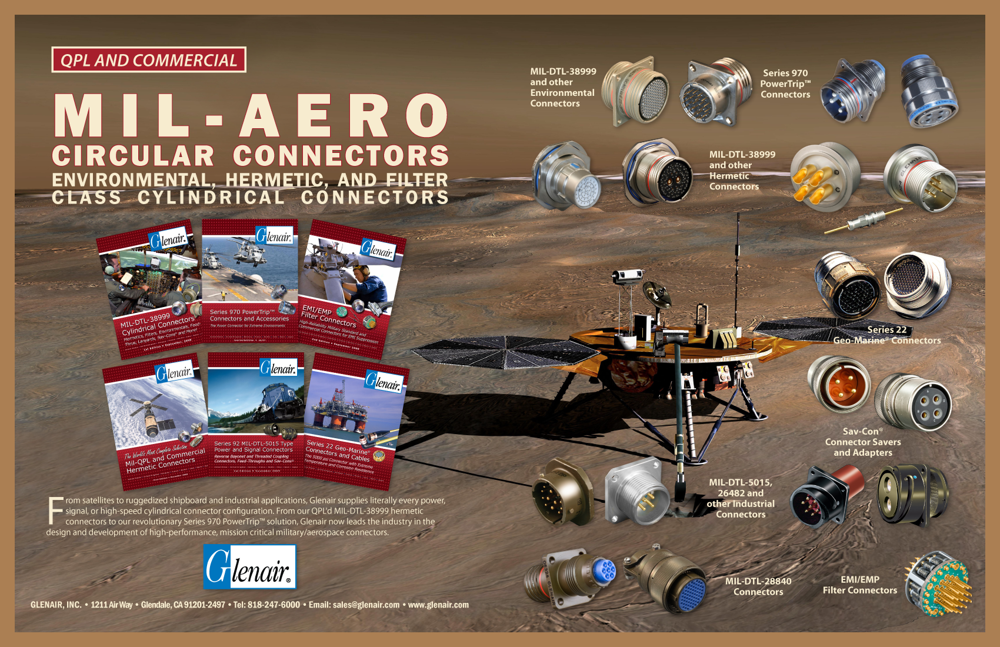 QPL AND COMMERCIAL
MIL-AERO
CIRCULAR CONNECTORS
ENVIRONMENTAL, HERMETIC, AND FILTER
CLASS CYLINDRICAL CONNECTORS
Glenair.
MIL-DTL-38999
Cylindrical Connectors
Hermetics, Filters, Environmentals, Feed-
Thrus, Lanyards, Sav-Cons® and More!
1st Edition • September, 2008
Glenair.
Series 970 PowerTrip™
Connectors and Accessories
The Power Connector for Extreme Environments
Glenair.
EMI/EMP
Filter Connectors
High-Reliability Military Standard and
Commercial Connectors for EMI Suppression
2nd Edition • September 2009
Glenair.
The World's Most Complete Selection
Mil-QPL and Commercial
Hermetic Connectors
Glenair.
Series 92 MIL-DTL-5015 Type
Power and Signal Connectors
Reverse Bayonet and Threaded Coupling
Connectors, Feed-Throughs and Sav-Cons®
1st Edition • November 2009
Glenair.
Series 22 Geo-Marine®
Connectors and Cables
The 5000 psi Connector with Extreme
Temperature and Corrosion Resistance
From satellites to ruggedized shipboard and industrial applications, Glenair supplies literally every power,
signal, or high-speed cylindrical connector configuration. From our QPL'd MIL-DTL-38999 hermetic
connectors to our revolutionary Series 970 PowerTrip™ solution, Glenair now leads the industry in the
design and development of high-performance, mission critical military/aerospace connectors.
Glenair®
GLENAIR, INC. • 1211 Air Way • Glendale, CA 91201-2497 • Tel: 818-247-6000 • Email: sales@glenair.com • www.glenair.com
MIL-DTL-38999
and other
Environmental
Connectors
Series 970
PowerTrip™
Connectors
MIL-DTL-38999
and other
Hermetic
Connectors
GLENAIR
Series 22
Geo-Marine® Connectors
Sav-Con®
Connector Savers
and Adapters
MIL-DTL-5015,
26482 and
other Industrial
Connectors
MIL-DTL-28840
Connectors
EMI/EMP
Filter Connectors